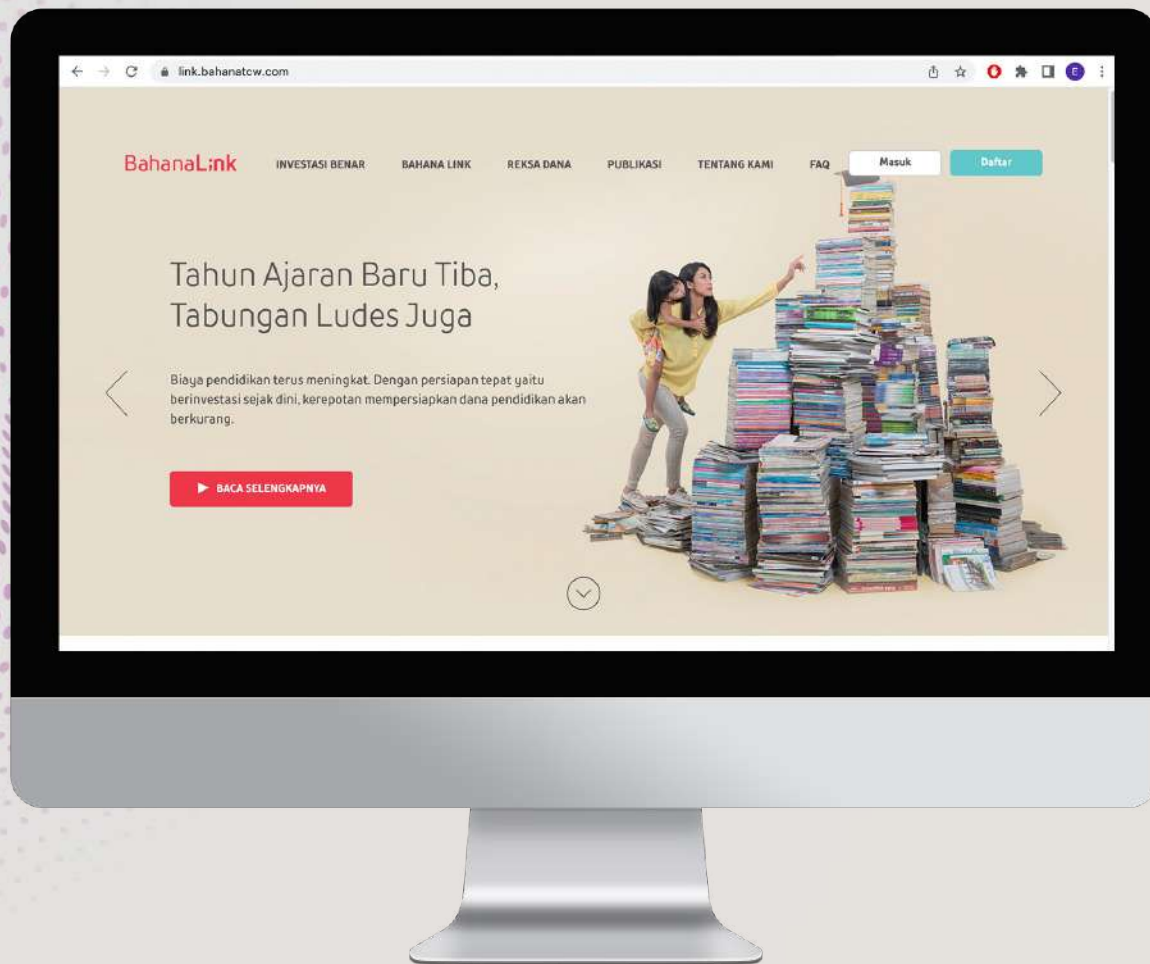 link.bahanatcw.com
E
BahanaLink
INVESTASI BENAR
BAHANA LINK
REKSA DANA
PUBLIKASI
TENTANG KAMI
FAQ
Masuk
Daftar
Tahun Ajaran Baru Tiba,
Tabungan Ludes Juga
Biaya pendidikan terus meningkat. Dengan persiapan tepat yaitu
berinvestasi sejak dini, kerepotan mempersiapkan dana pendidikan akan
berkurang.
BACA SELENGKAPNYA